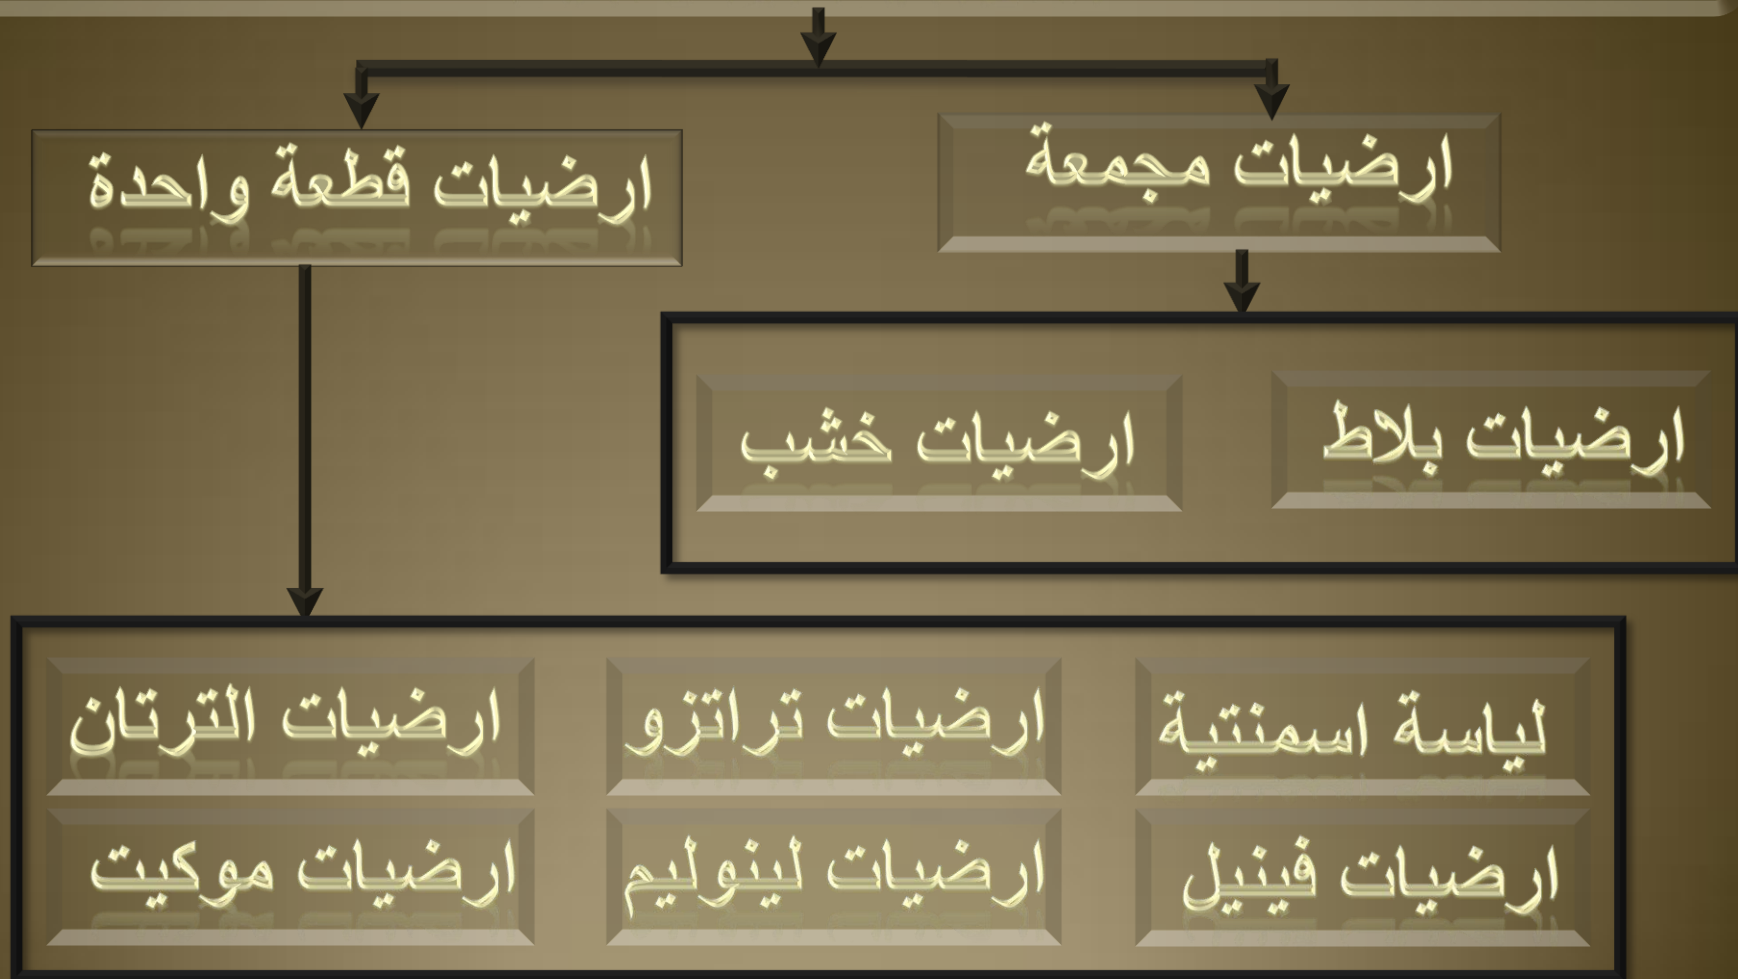 ارضيات مجمعة
ارضيات قطعة واحدة
ارضيات بلاط
ارضيات خشب
لياسة اسمنتية
ارضيات تراتزو
ارضيات الترتان
ارضيات فينيل
ارضيات لينوليم
ارضيات موكيت